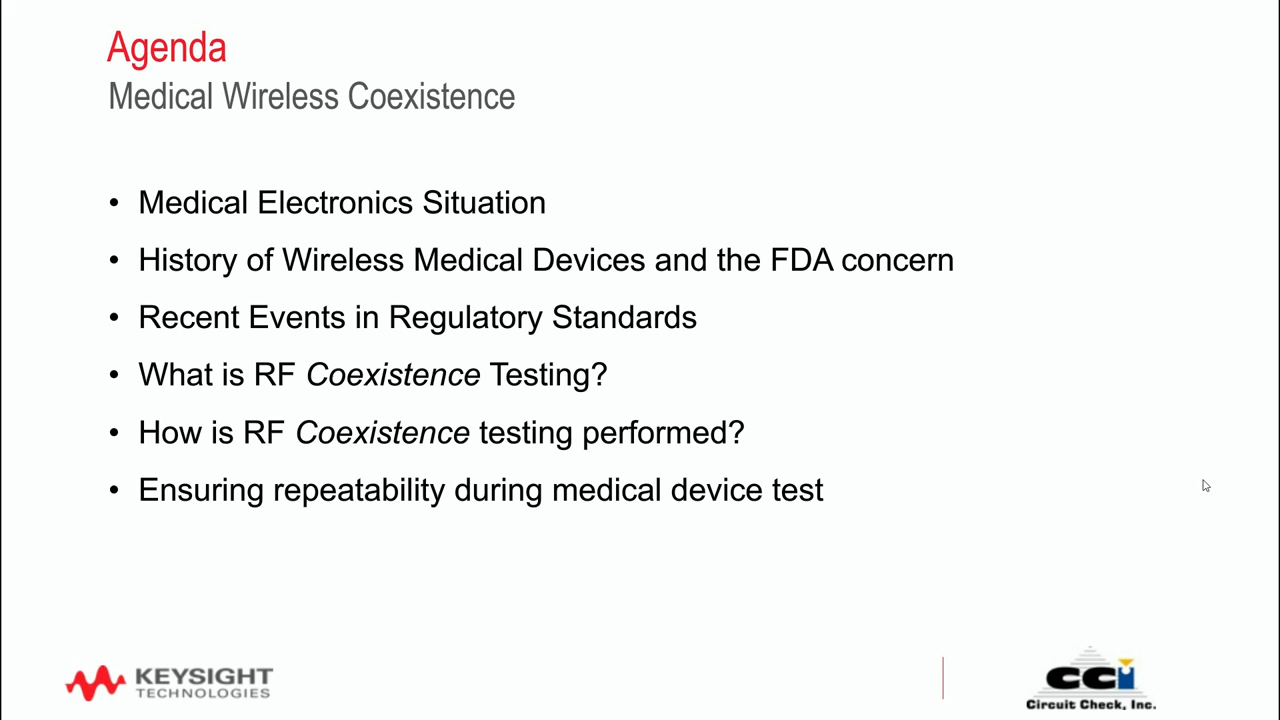 Agenda
Medical Wireless Coexistence
• Medical Electronics Situation
• History of Wireless Medical Devices and the FDA concern
• Recent Events in Regulatory Standards
• What is RF Coexistence Testing?
• How is RF Coexistence testing performed?
• Ensuring repeatability during medical device test
KEYSIGHT
TECHNOLOGIES
CCI
Circuit Check, Inc.